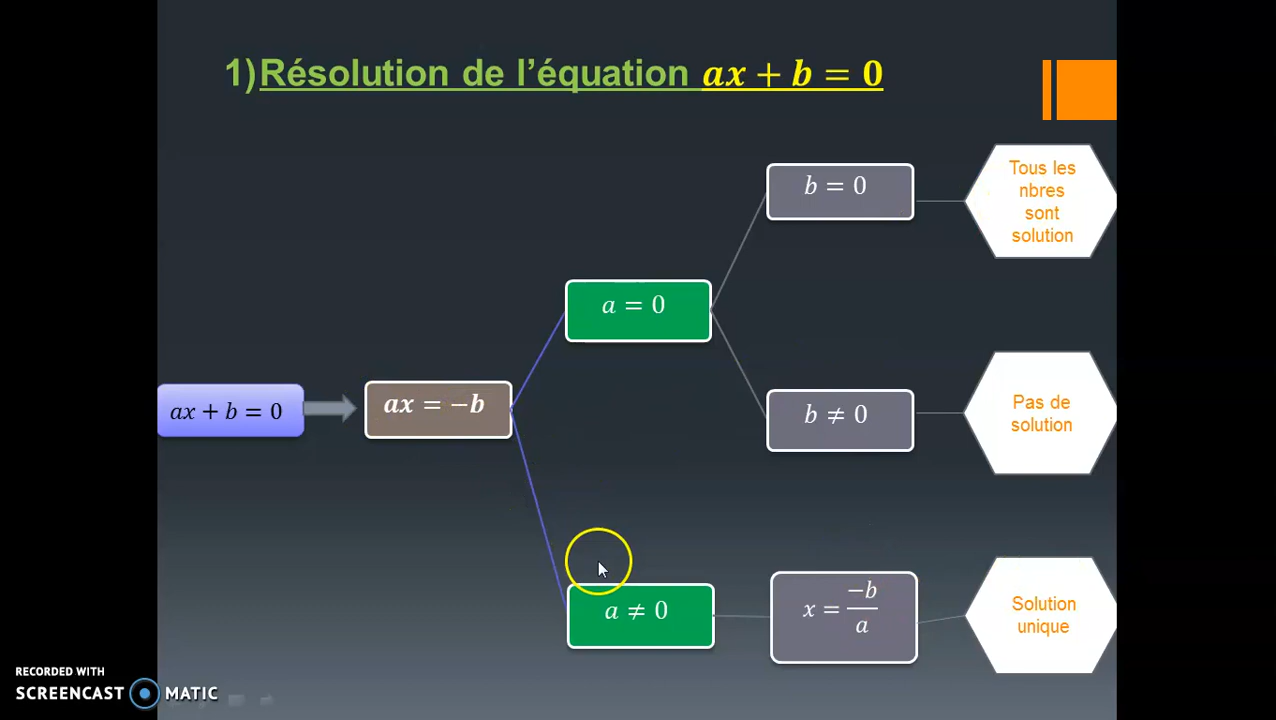 1)Résolution de l’équation ax + b = 0
b = 0
Tous les
nbres
sont
solution
a = 0
ax + b = 0
ax = −b
b ≠ 0
Pas de
solution
a ≠ 0
x = −b/a
Solution
unique
RECORDED WITH
SCREENCAST MATIC